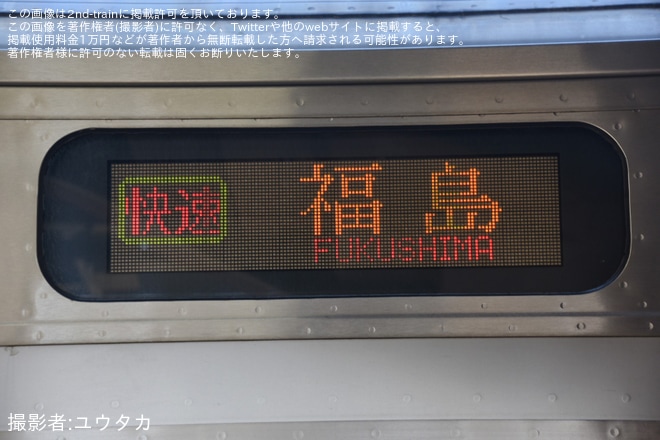 この画像は2nd-trainに掲載許可を頂いております。
この画像を著作権者(撮影者)に許可なく、Twitterや他のwebサイトに掲載すると、
掲載使用料金1万円などが著作者から無断転載した方へ請求される可能性があります。
著作権者様に許可のない転載は固くお断りいたします。
快速 福島
FUKUSHIMA
撮影者:ユウタカ